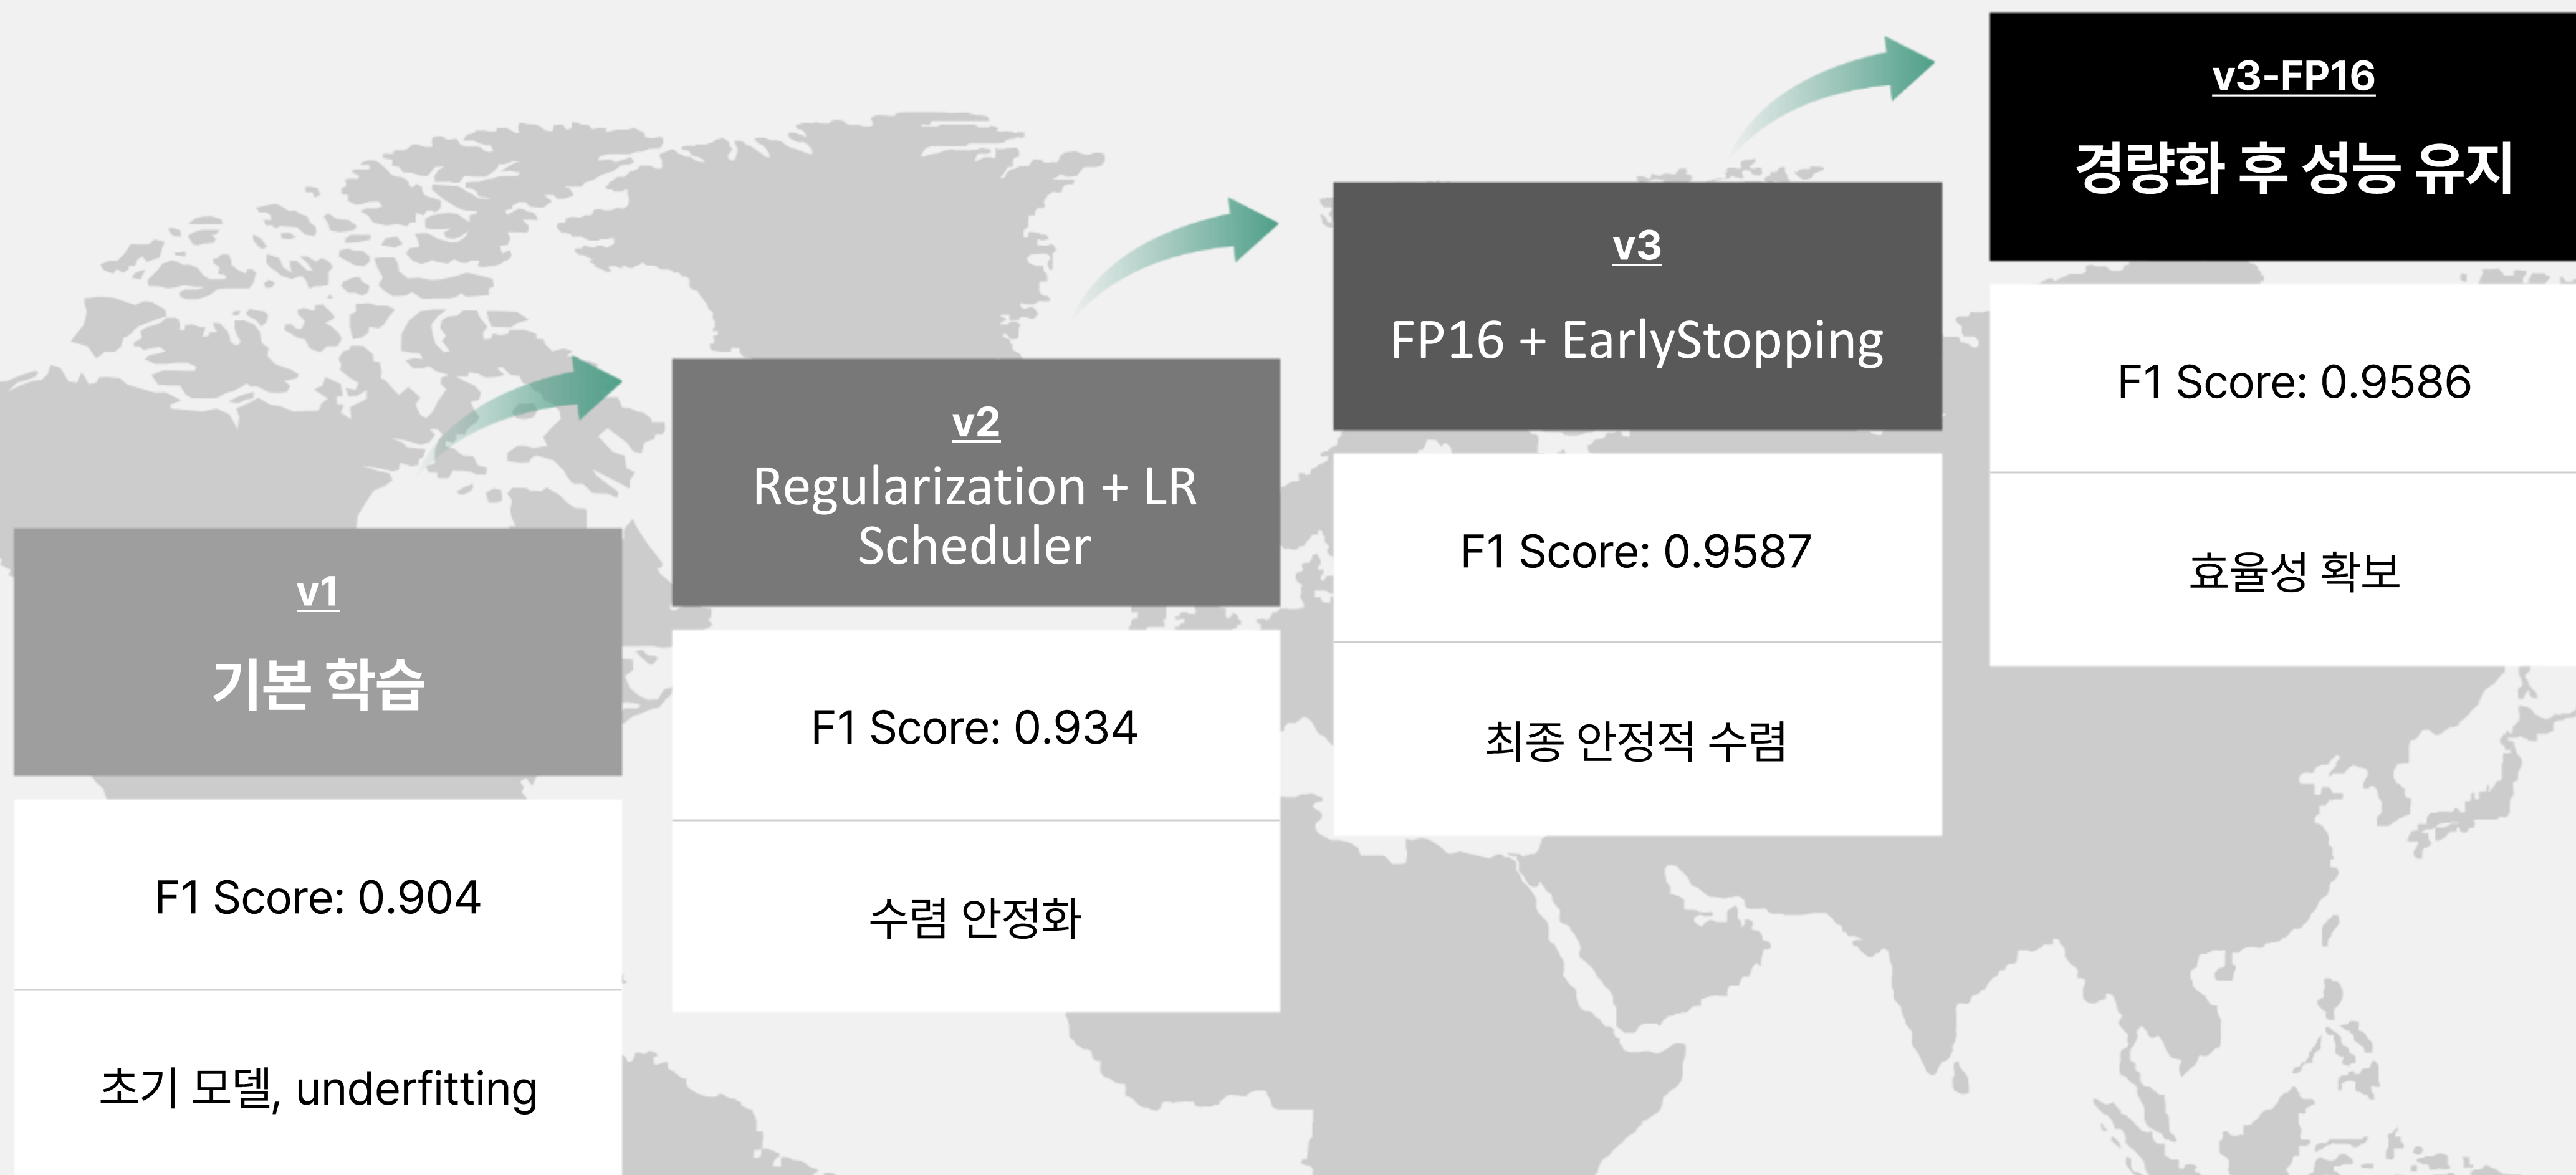 v1
기본 학습
F1 Score: 0.904
초기 모델, underfitting
v2
Regularization + LR
Scheduler
F1 Score: 0.934
수렴 안정화
v3
FP16 + EarlyStopping
F1 Score: 0.9587
최종 안정적 수렴
v3-FP16
경량화 후 성능 유지
F1 Score: 0.9586
효율성 확보